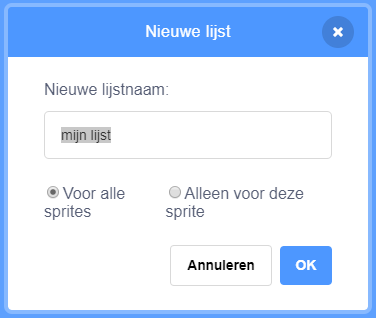 Nieuwe lijst
Nieuwe lijstnaam:
mijn lijst
Voor alle
sprites
Alleen voor deze
sprite
Annuleren
OK